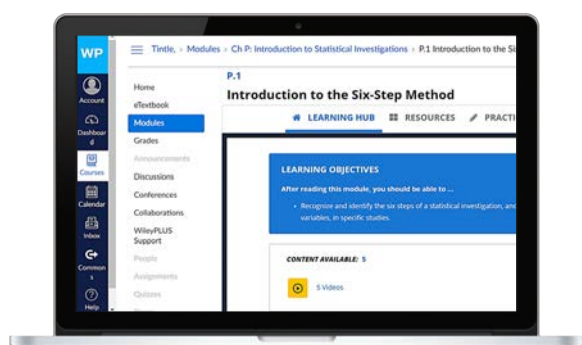 WP
Tintle, › Modules › Ch P: Introduction to Statistical Investigations › P.1 Introduction to the
Account
Dashboar
d
Courses
Calendar
Inbox
Common
s
Help
Home
eTextbook
Modules
Grades
Announcements
Discussions
Conferences
Collaborations
WileyPLUS
Support
People
Assignments
Quizzes
P.1
Introduction to the Six-Step Method
LEARNING HUB RESOURCES PRACTI
LEARNING OBJECTIVES
After reading this module, you should be able to ...
• Recognize and identify the six steps of a statistical investigation, and
variables, in specific studies.
CONTENT AVAILABLE: 5
5 Videos